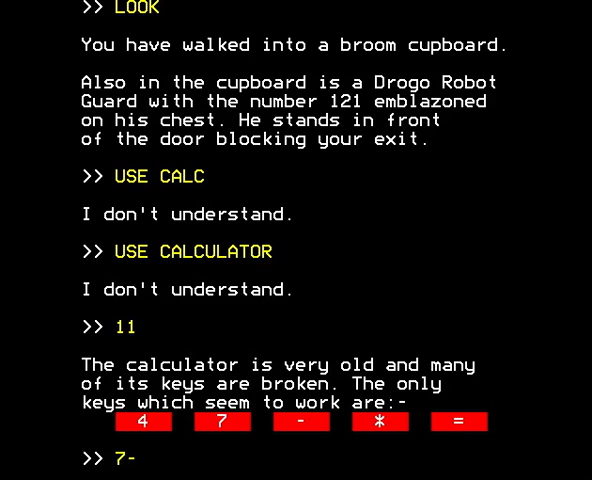 >> LOOK
You have walked into a broom cupboard.
Also in the cupboard is a Drogo Robot
Guard with the number 121 emblazoned
on his chest. He stands in front
of the door blocking your exit.
>> USE CALC
I don't understand.
>> USE CALCULATOR
I don't understand.
>> 11
The calculator is very old and many
of its keys are broken. The only
keys which seem to work are:-
4 7 - * =
>> 7-